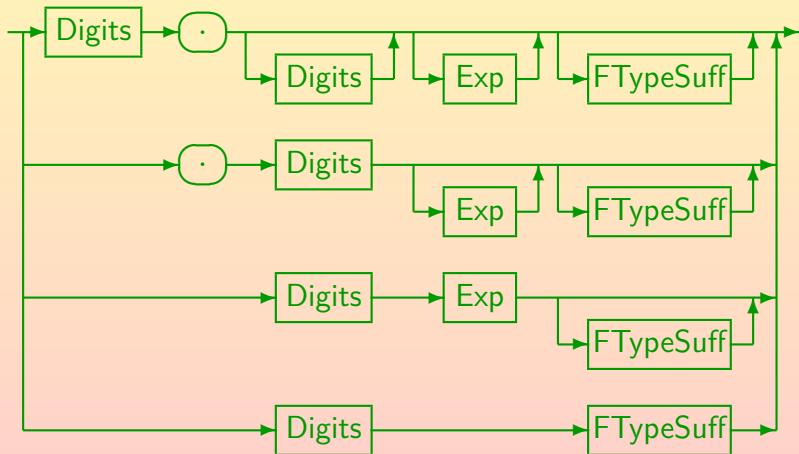 Digits .
Digits Exp FTypeSuff
. Digits
Exp FTypeSuff
Digits Exp
FTypeSuff
Digits FTypeSuff